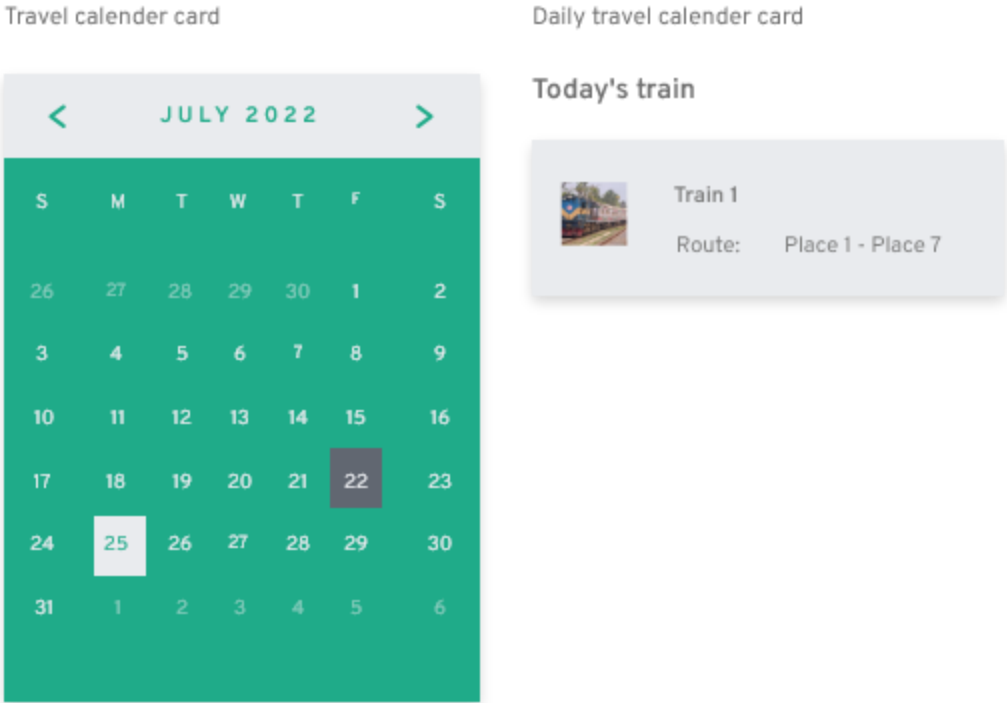 Travel calender card
JULY 2022
S M T W T F S
26 27 28 29 30 1 2
3 4 5 6 7 8 9
10 11 12 13 14 15 16
17 18 19 20 21 22 23
24 25 26 27 28 29 30
31 1 2 3 4 5 6
Daily travel calender card
Today's train
Train 1
Route: Place 1 - Place 7